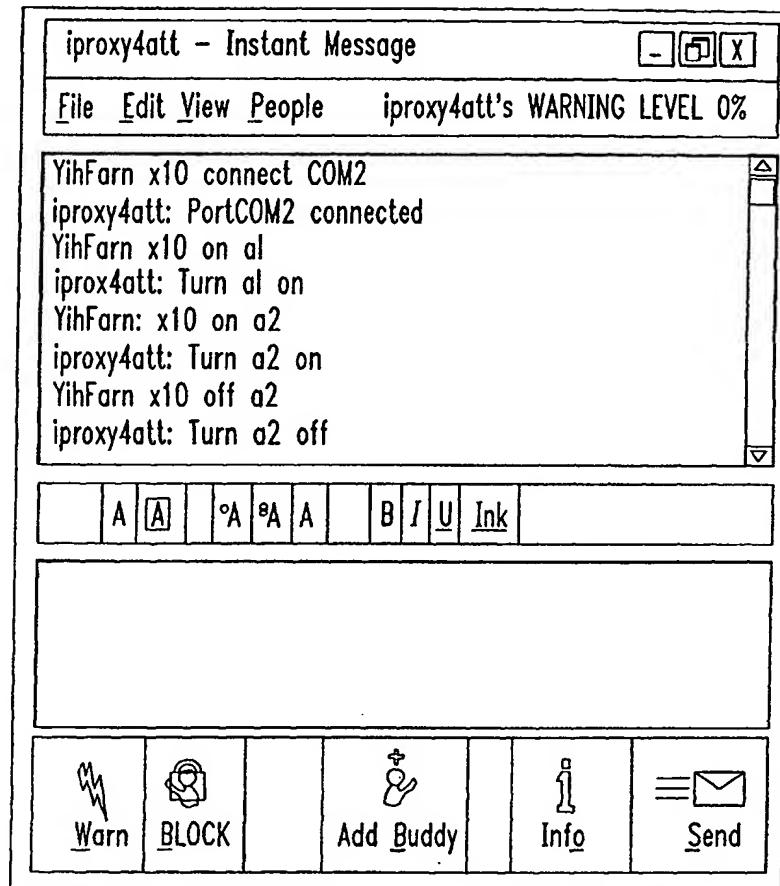 iproxy4att – Instant Message - X
File Edit View People iproxy4att's WARNING LEVEL 0%
YihFarn x10 connect COM2
iproxy4att: PortCOM2 connected
YihFarn x10 on al
iprox4att: Turn al on
YihFarn: x10 on a2
iproxy4att: Turn a2 on
YihFarn x10 off a2
iproxy4att: Turn a2 off
A A °A ᴮA A B I U Ink
Warn BLOCK Add Buddy Info Send